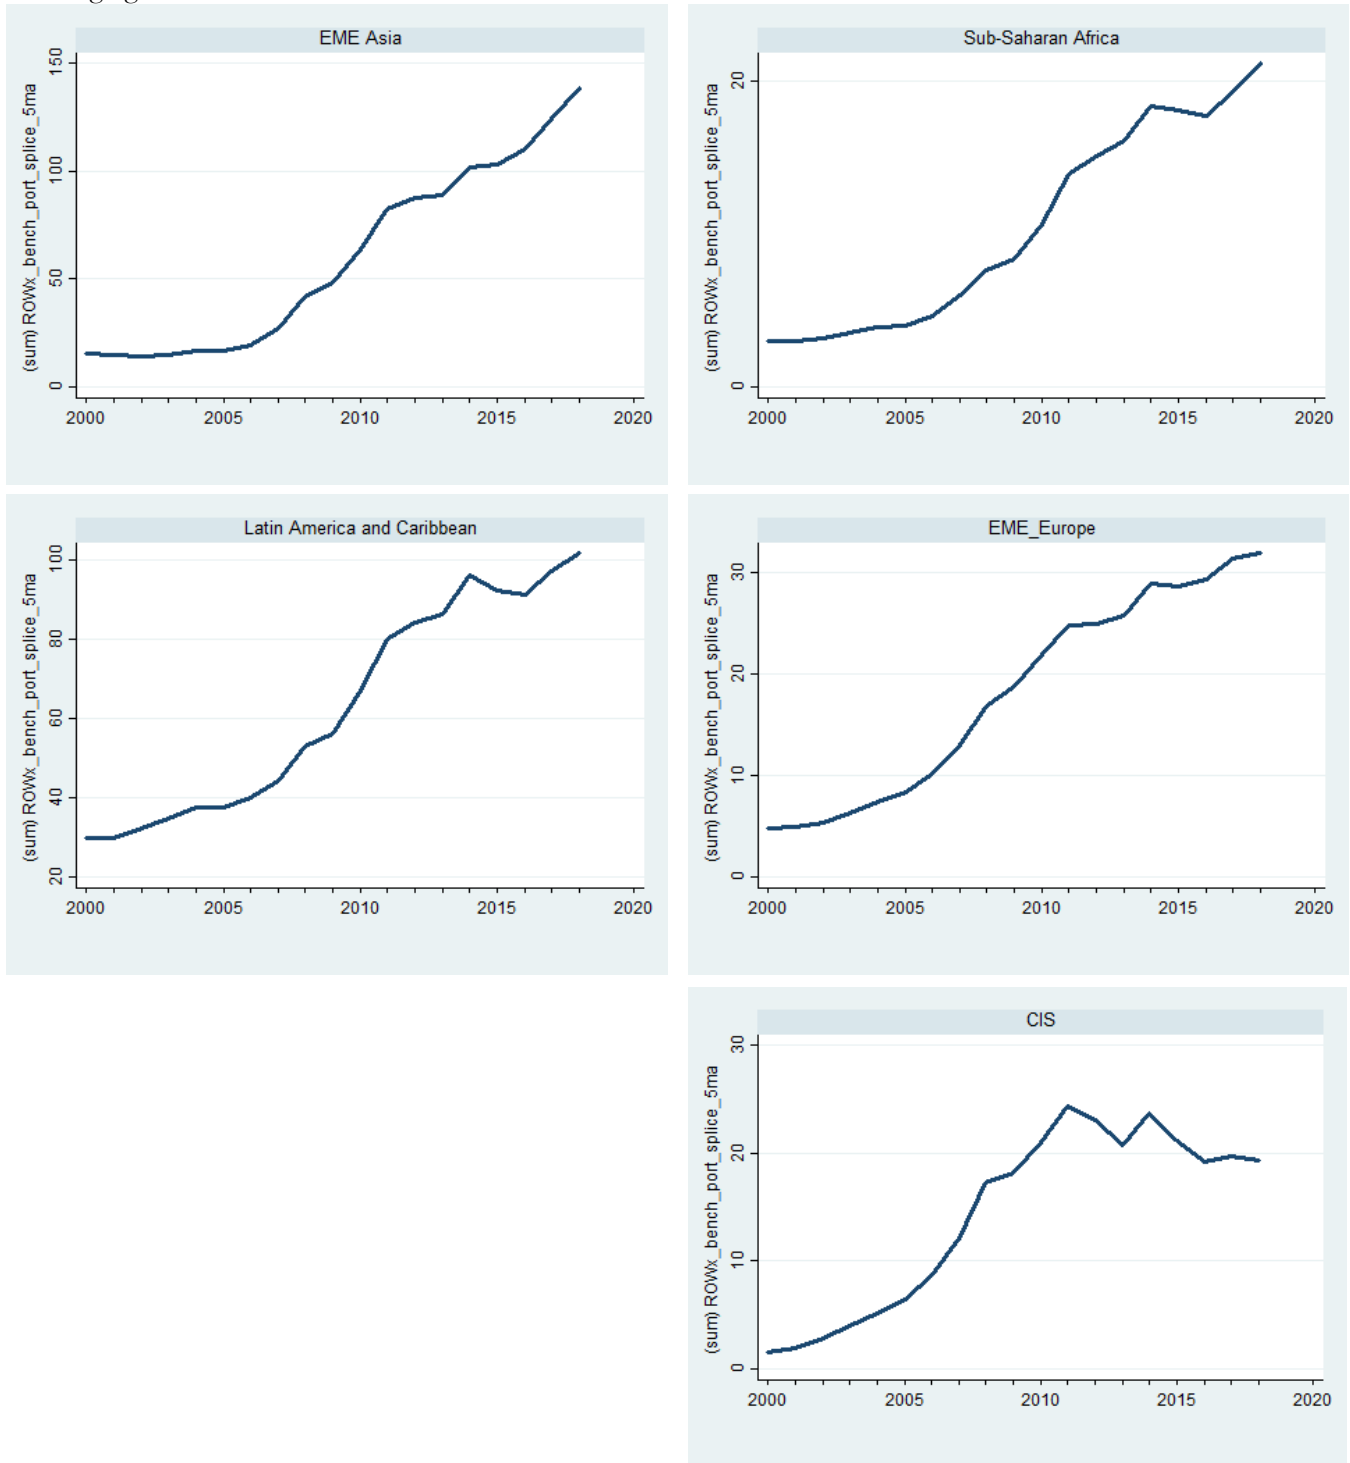 EME Asia
(sum) ROWx_bench_port_splice_5ma
150
100
50
0
2000 2005 2010 2015 2020
Sub-Saharan Africa
(sum) ROWx_bench_port_splice_5ma
20
0
2000 2005 2010 2015 2020
Latin America and Caribbean
(sum) ROWx_bench_port_splice_5ma
100
80
60
40
20
2000 2005 2010 2015 2020
EME_Europe
(sum) ROWx_bench_port_splice_5ma
30
20
10
0
2000 2005 2010 2015 2020
CIS
(sum) ROWx_bench_port_splice_5ma
30
20
10
0
2000 2005 2010 2015 2020